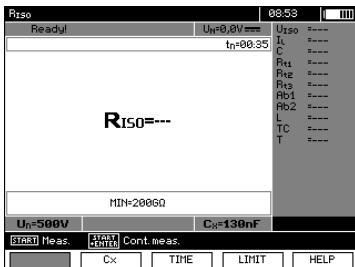 RISO 08:53
Ready! UN=0,0V
tn=00:35
UISO =---
IL =---
C =---
Rt1 =---
Rt2 =---
Rt3 =---
Ab1 =---
Ab2 =---
L =---
TC =---
T =---
RISO=---
MIN=200GΩ
Un=500V CX=130nF
START Meas. START +ENTER Cont.meas.
Cx TIME LIMIT HELP